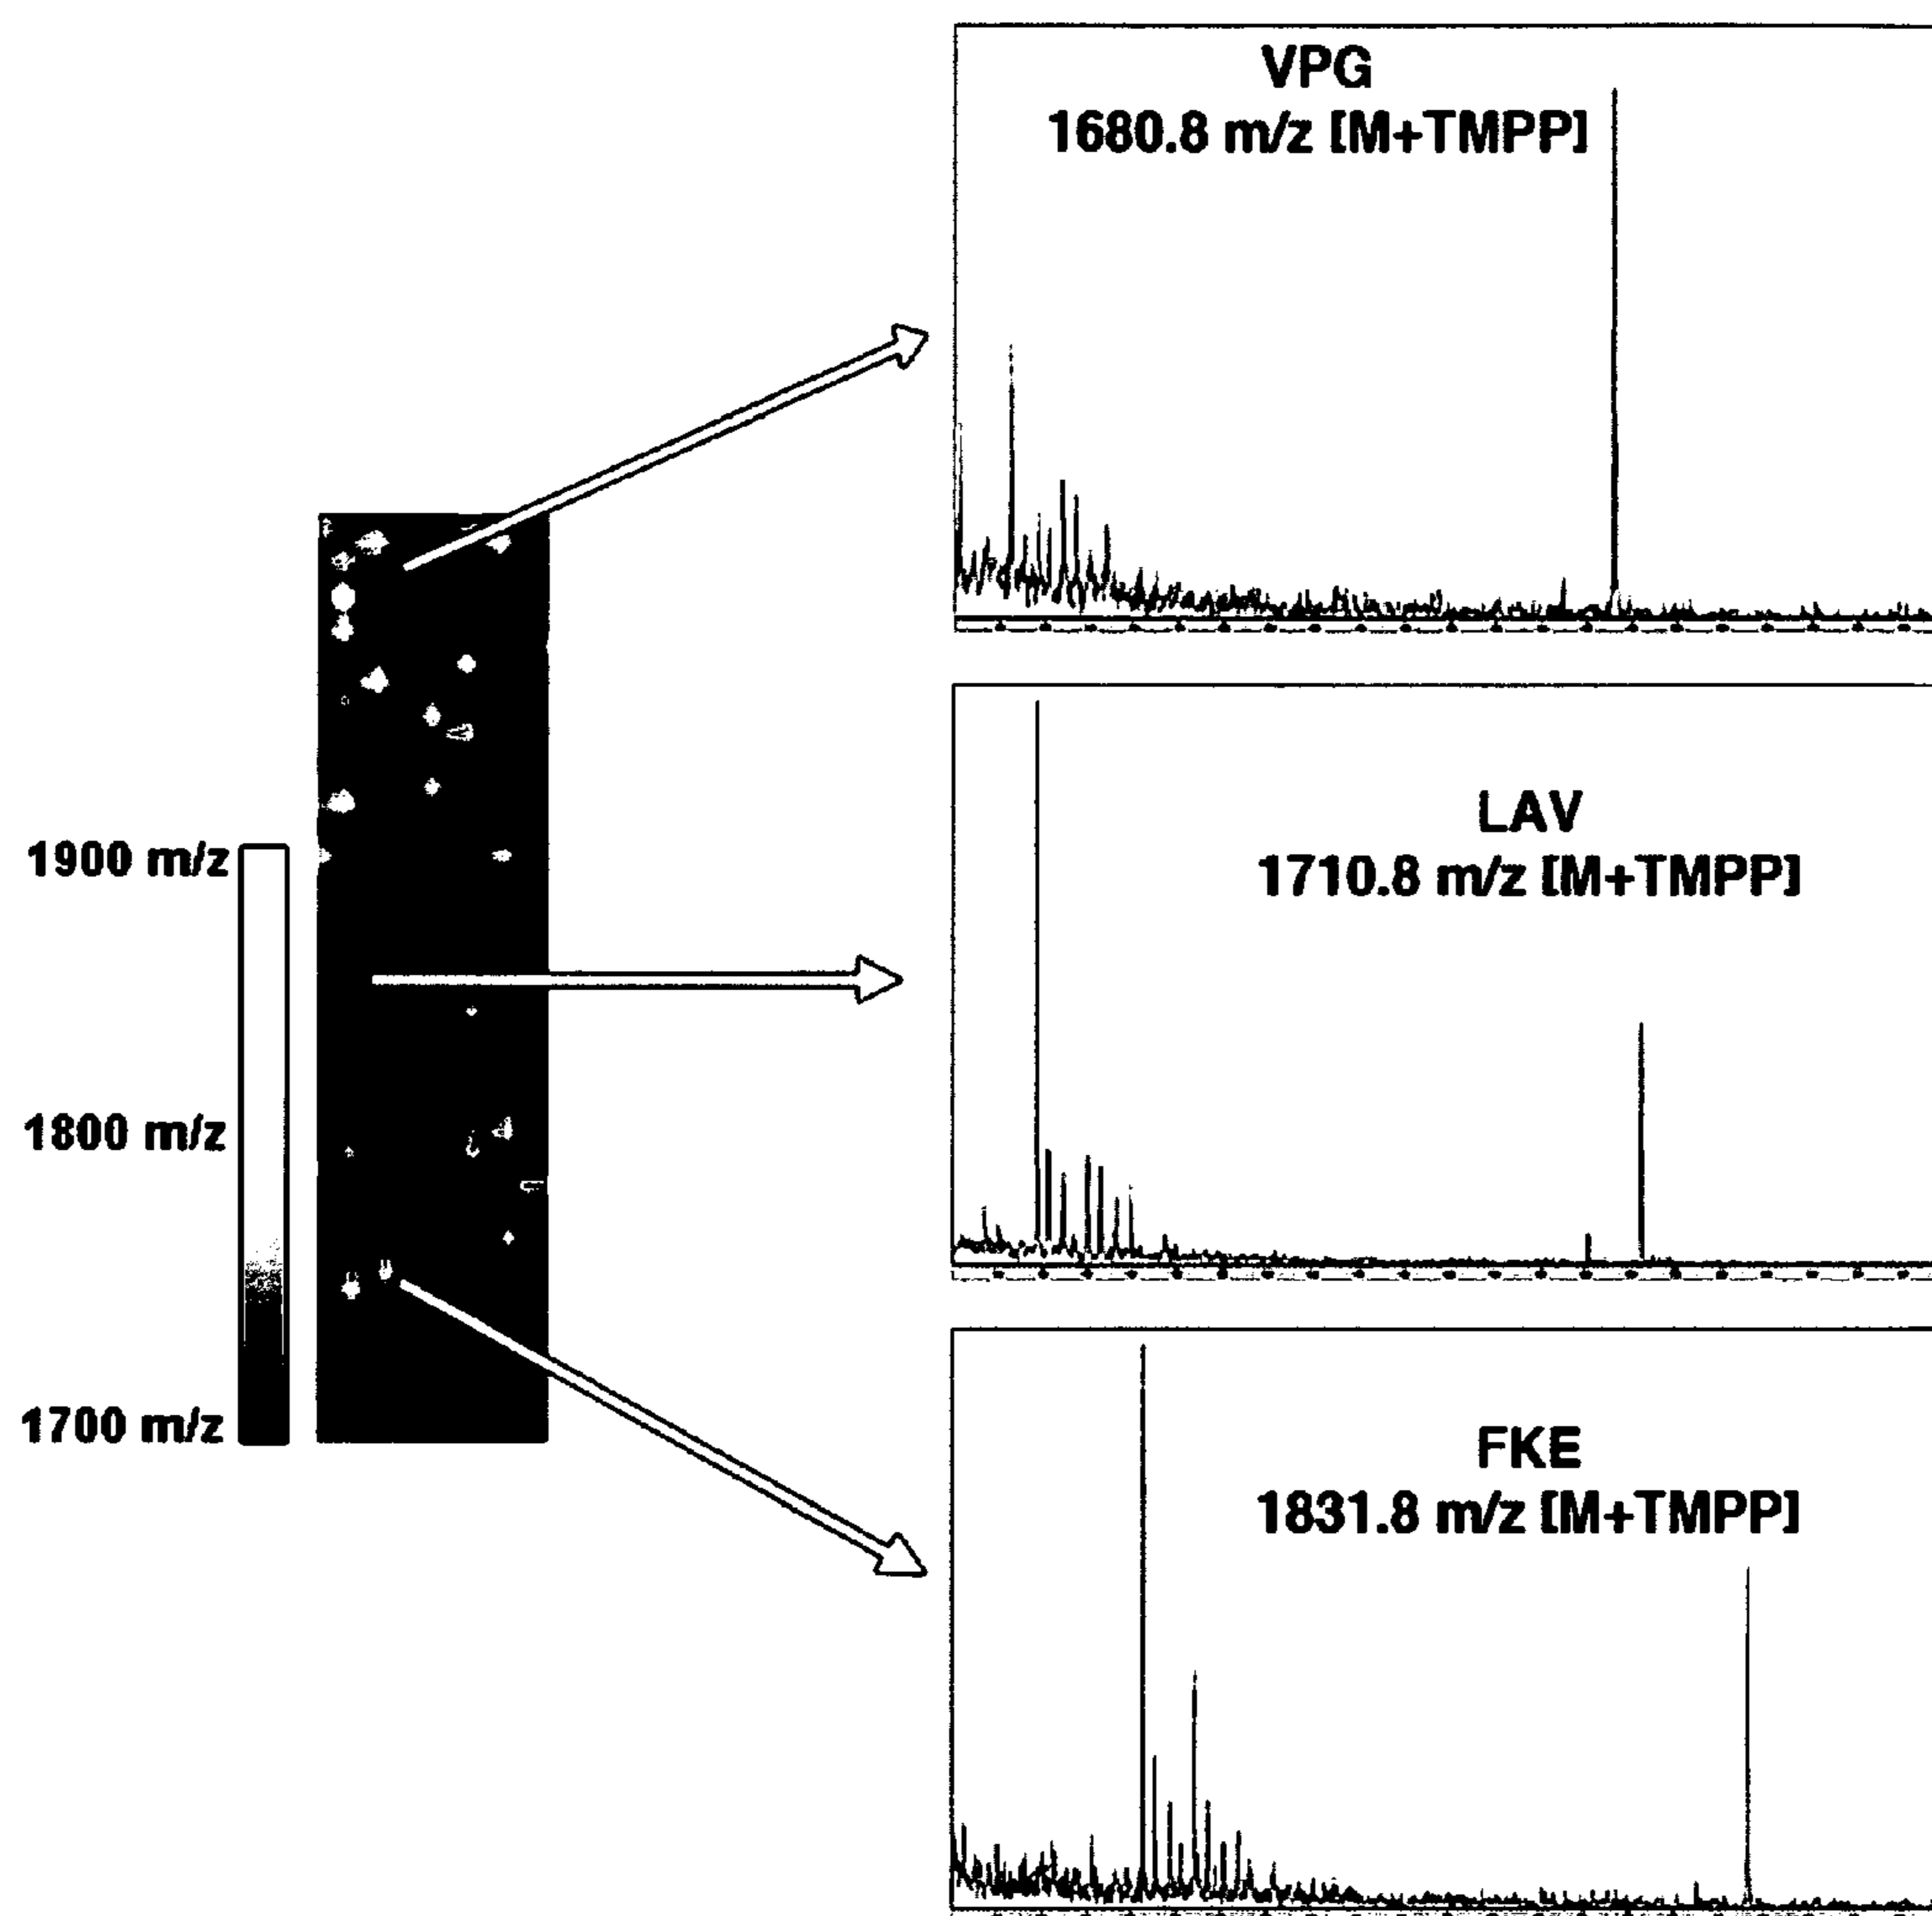 VPG
1680.8 m/z [M+TMPP]
LAV
1710.8 m/z [M+TMPP]
1900 m/z
1800 m/z
1700 m/z
FKE
1831.8 m/z [M+TMPP]